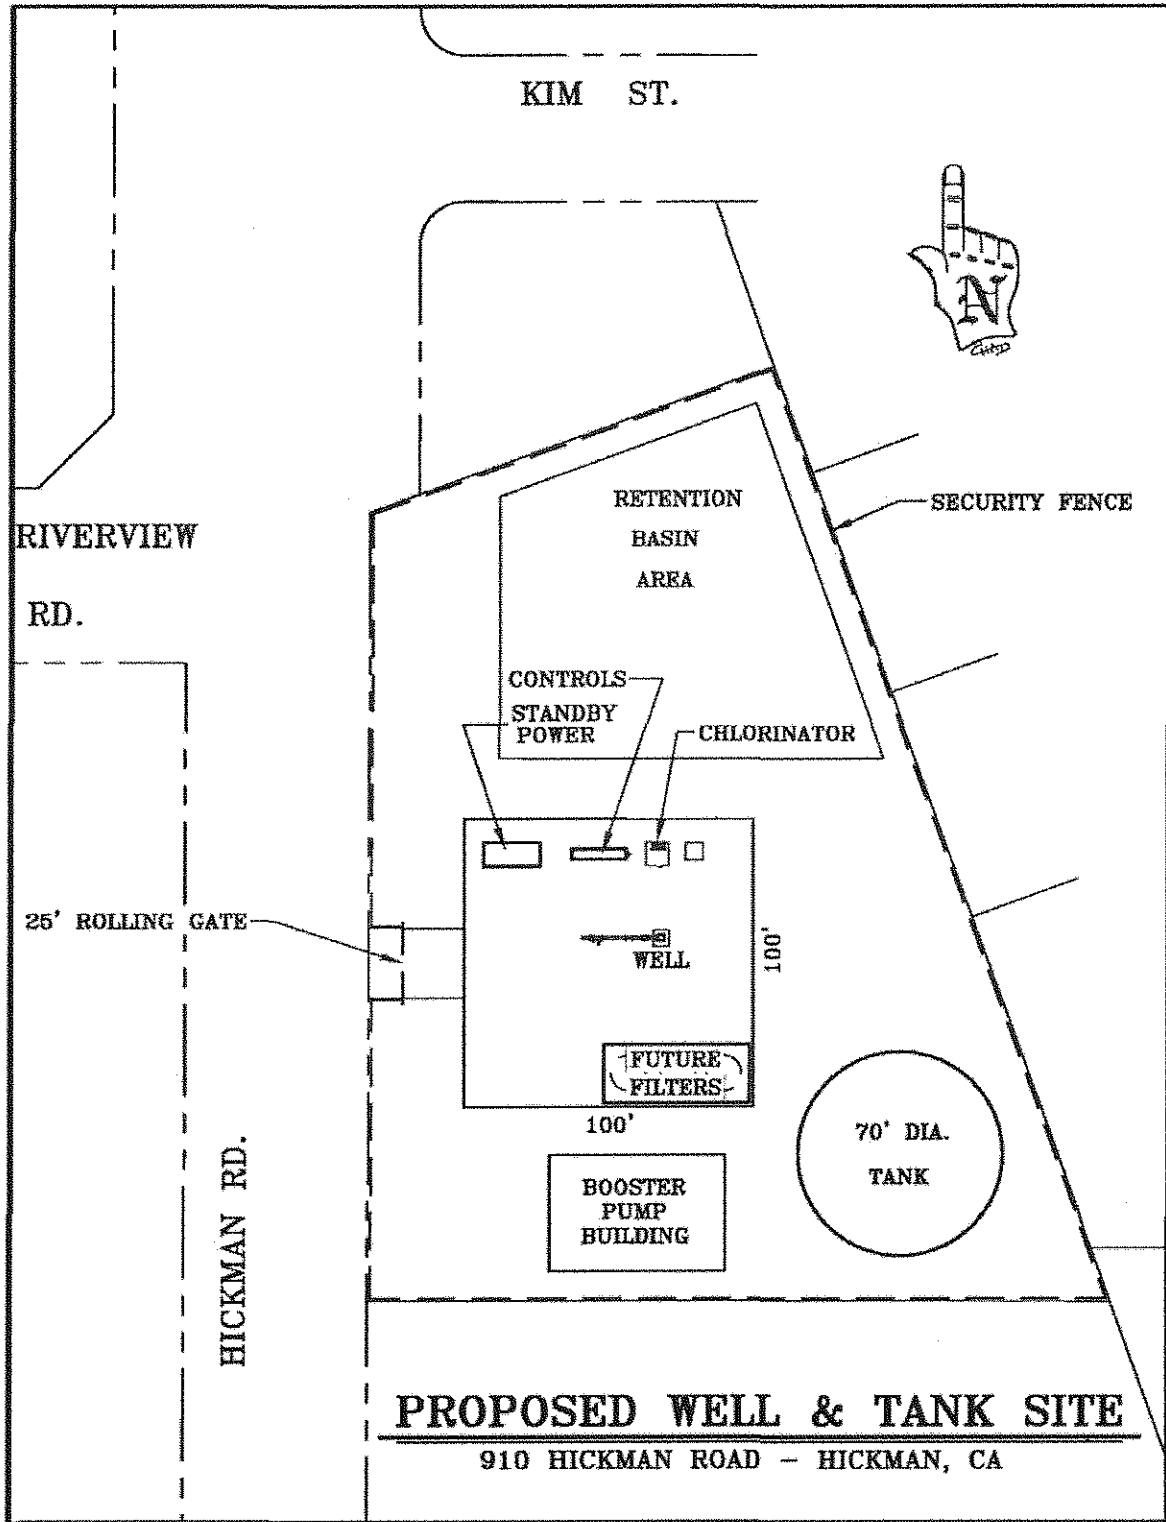 KIM ST.
N
RIVERVIEW
RD.
RETENTION
BASIN
AREA
SECURITY FENCE
CONTROLS
STANDBY
POWER
CHLORINATOR
25' ROLLING GATE
WELL
100'
FUTURE
FILTERS
100'
BOOSTER
PUMP
BUILDING
70' DIA.
TANK
HICKMAN RD.
PROPOSED WELL & TANK SITE
910 HICKMAN ROAD – HICKMAN, CA